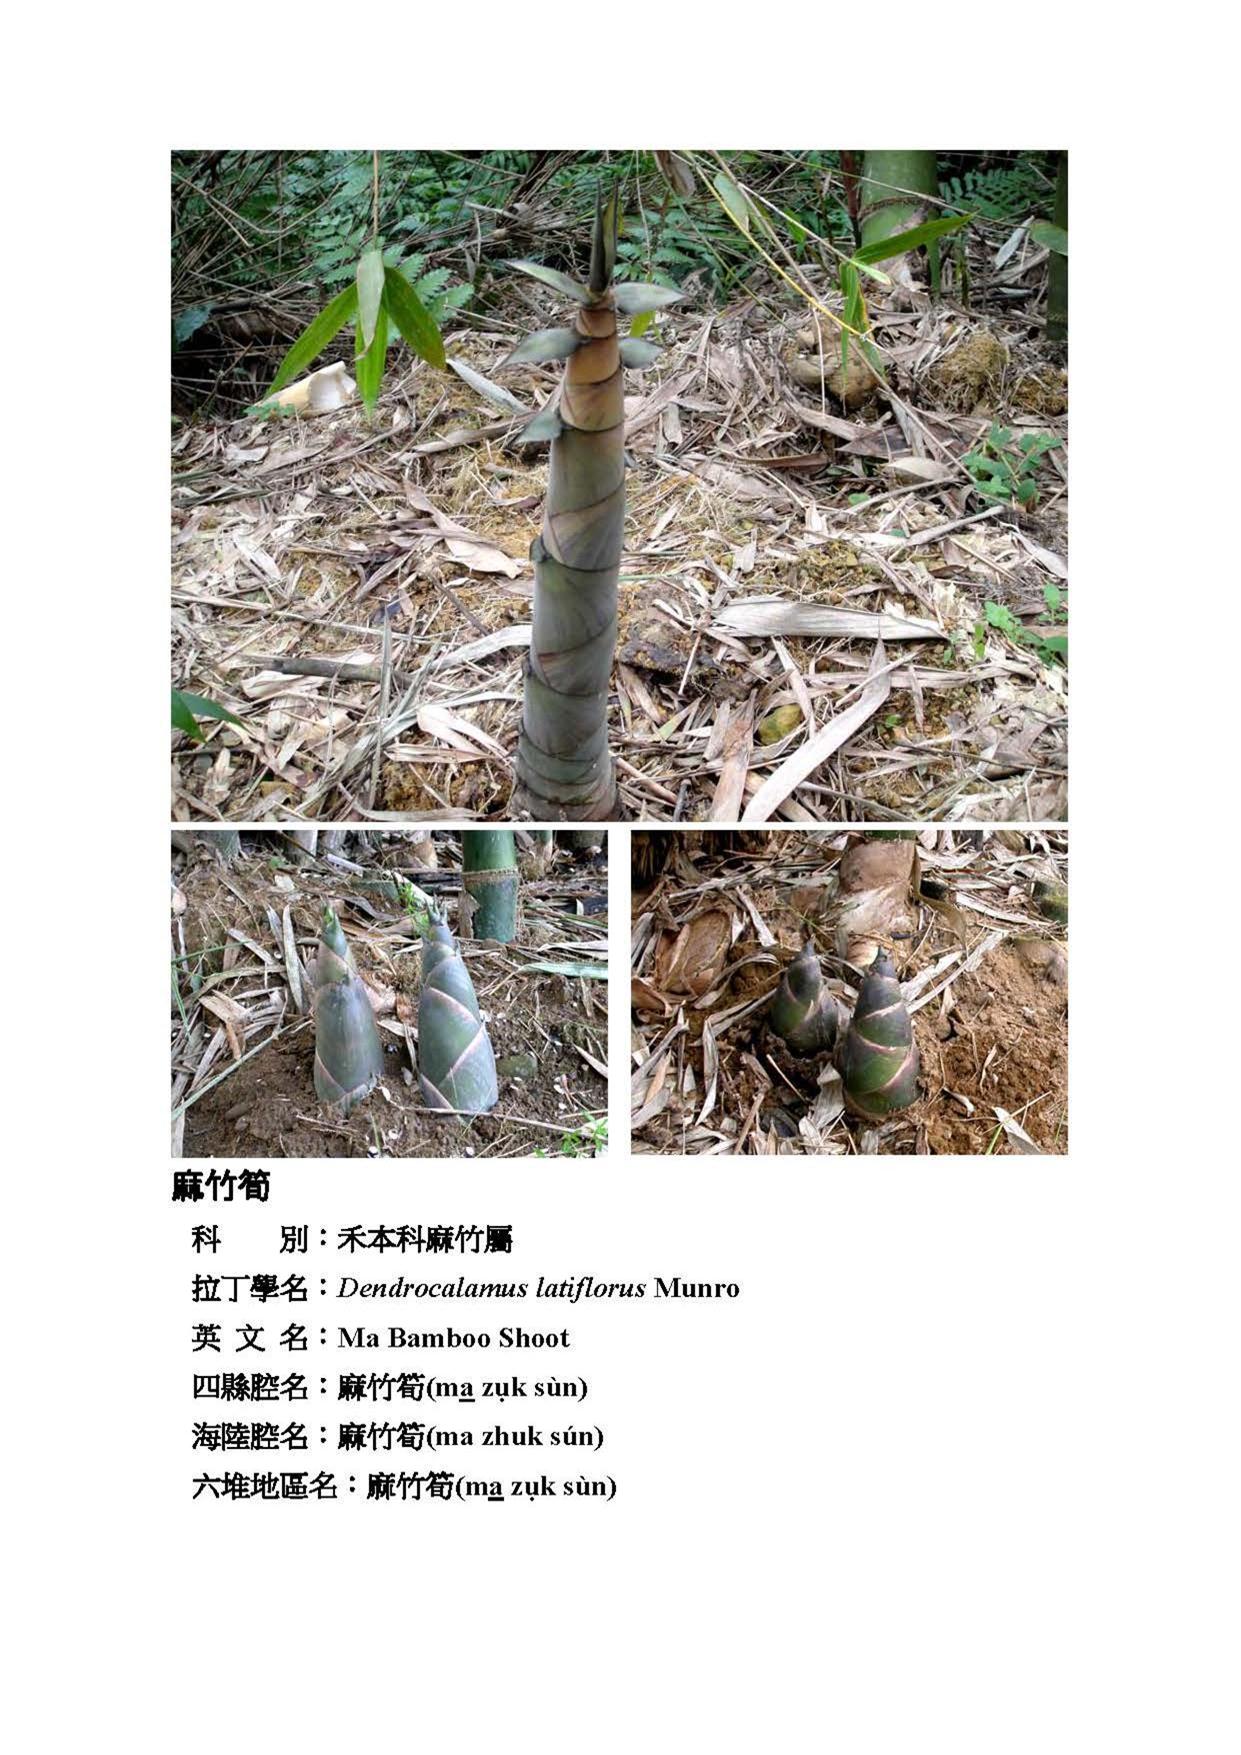 麻竹筍
科　　別：禾本科麻竹屬
拉丁學名：Dendrocalamus latiflorus Munro
英 文 名：Ma Bamboo Shoot
四縣腔名：麻竹筍(ma̲ zṳk sùn)
海陸腔名：麻竹筍(ma zhuk sún)
六堆地區名：麻竹筍(ma̲ zṳk sùn)